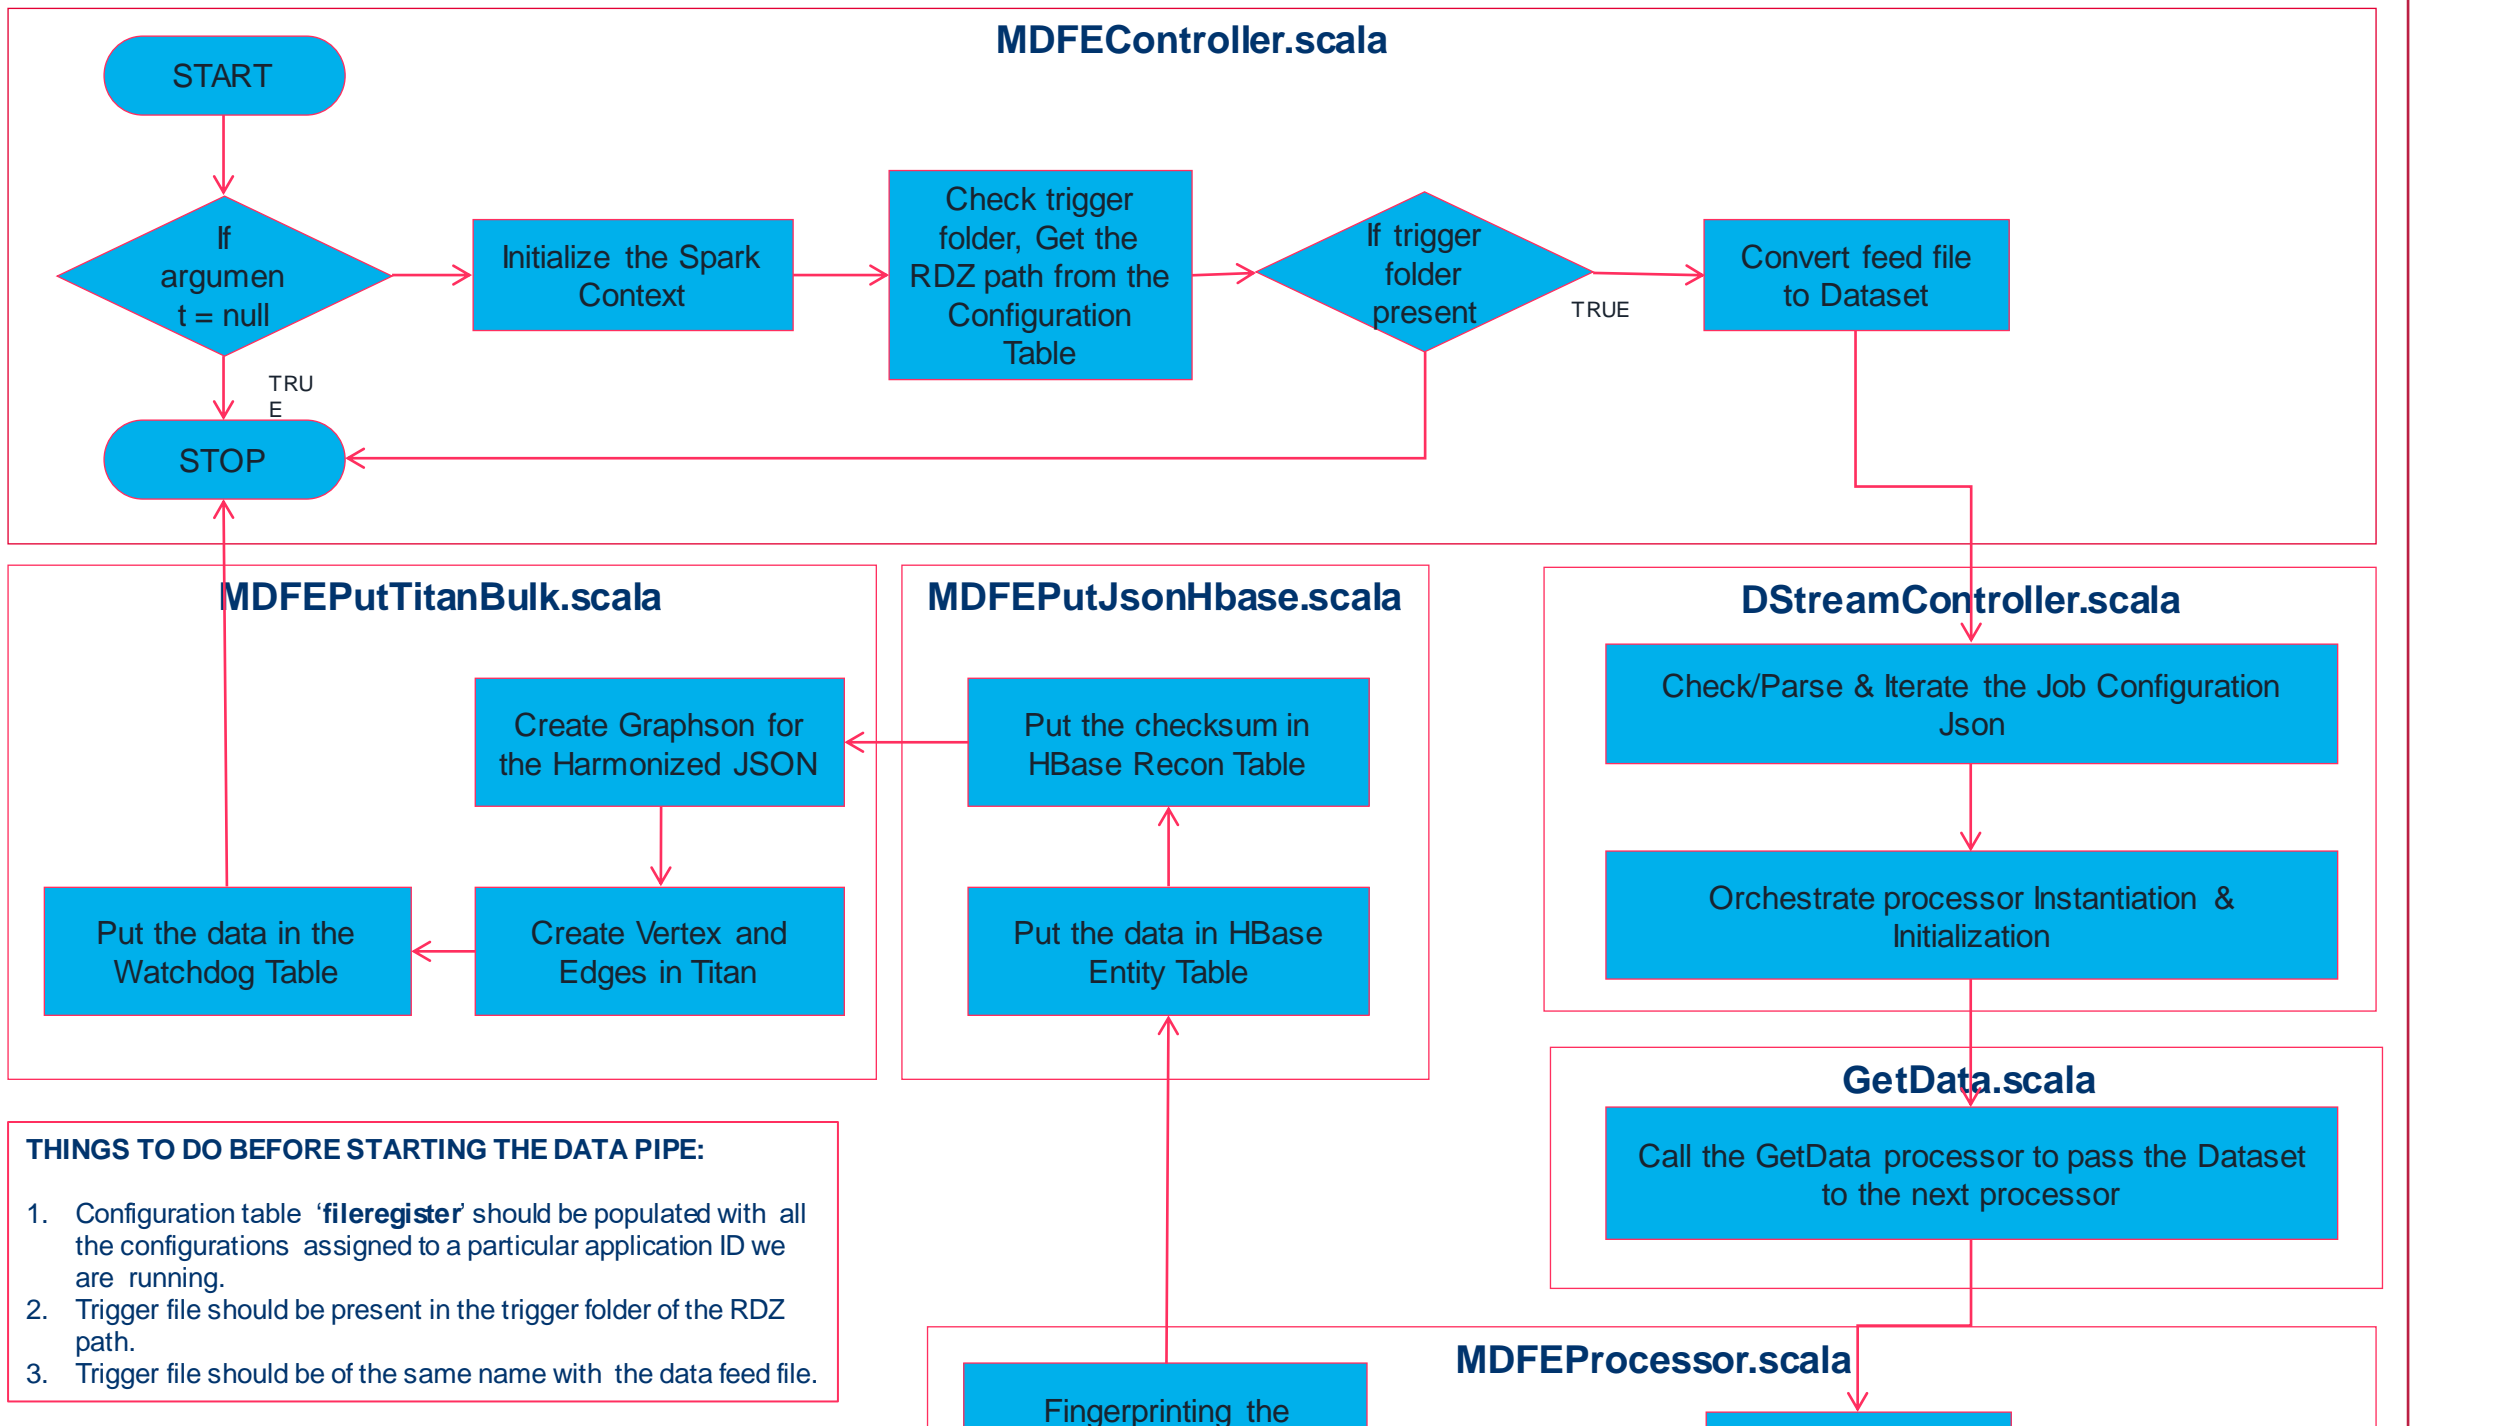 MDFEController.scala
START
If
argumen
t = null
Initialize the Spark
Context
Check trigger
folder, Get the
RDZ path from the
Configuration
Table
If trigger
folder
present
TRUE
Convert feed file
to Dataset
TRU
E
STOP
MDFEPutTitanBulk.scala
Create Graphson for
the Harmonized JSON
Put the data in the
Watchdog Table
Create Vertex and
Edges in Titan
MDFEPutJsonHbase.scala
Put the checksum in
HBase Recon Table
Put the data in HBase
Entity Table
DStreamController.scala
Check/Parse & Iterate the Job Configuration
Json
Orchestrate processor Instantiation &
Initialization
GetData.scala
Call the GetData processor to pass the Dataset
to the next processor
THINGS TO DO BEFORE STARTING THE DATA PIPE:
1. Configuration table ‘fileregister’ should be populated with all
the configurations assigned to a particular application ID we
are running.
2. Trigger file should be present in the trigger folder of the RDZ
path.
3. Trigger file should be of the same name with the data feed file.
MDFEProcessor.scala
Fingerprinting the